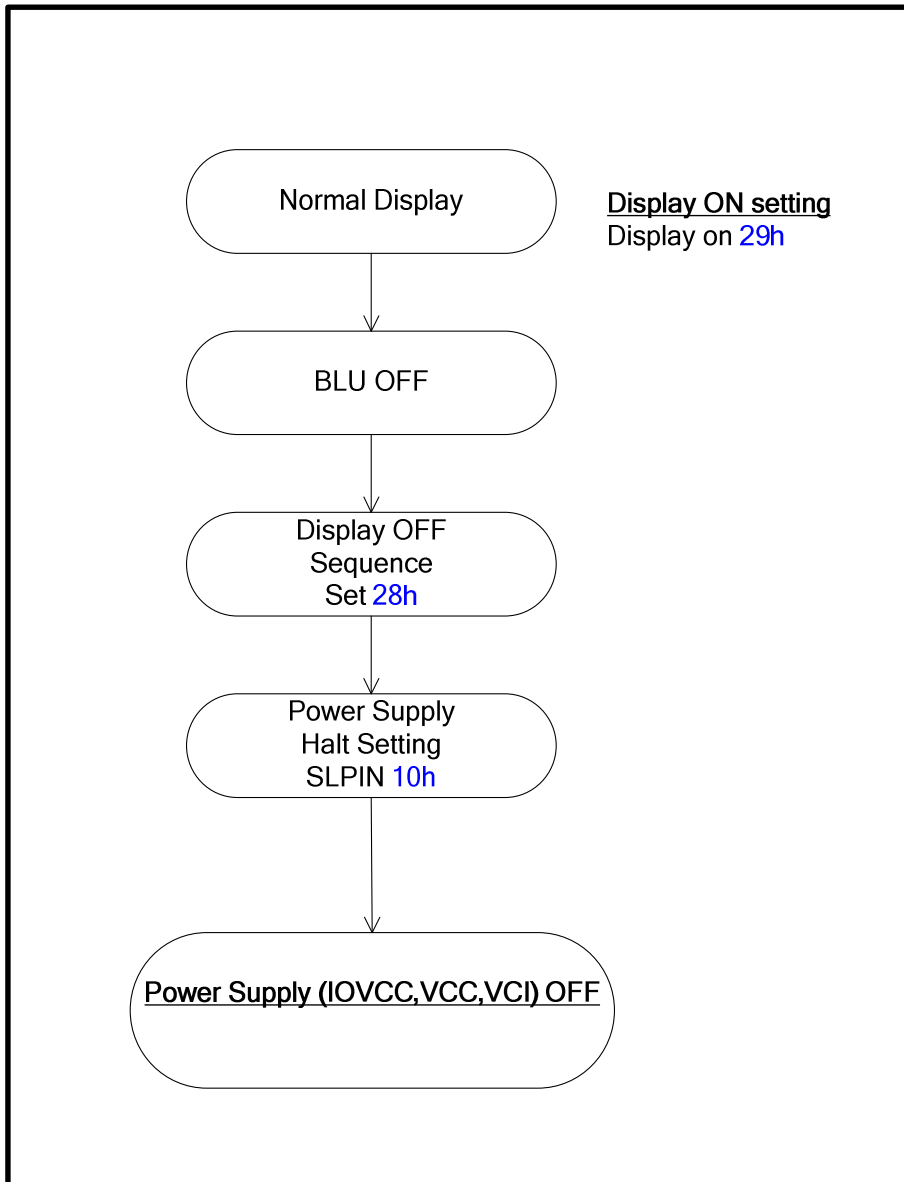 Normal Display
Display ON setting
Display on 29h
BLU OFF
Display OFF
Sequence
Set 28h
Power Supply
Halt Setting
SLPIN 10h
Power Supply (IOVCC,VCC,VCI) OFF